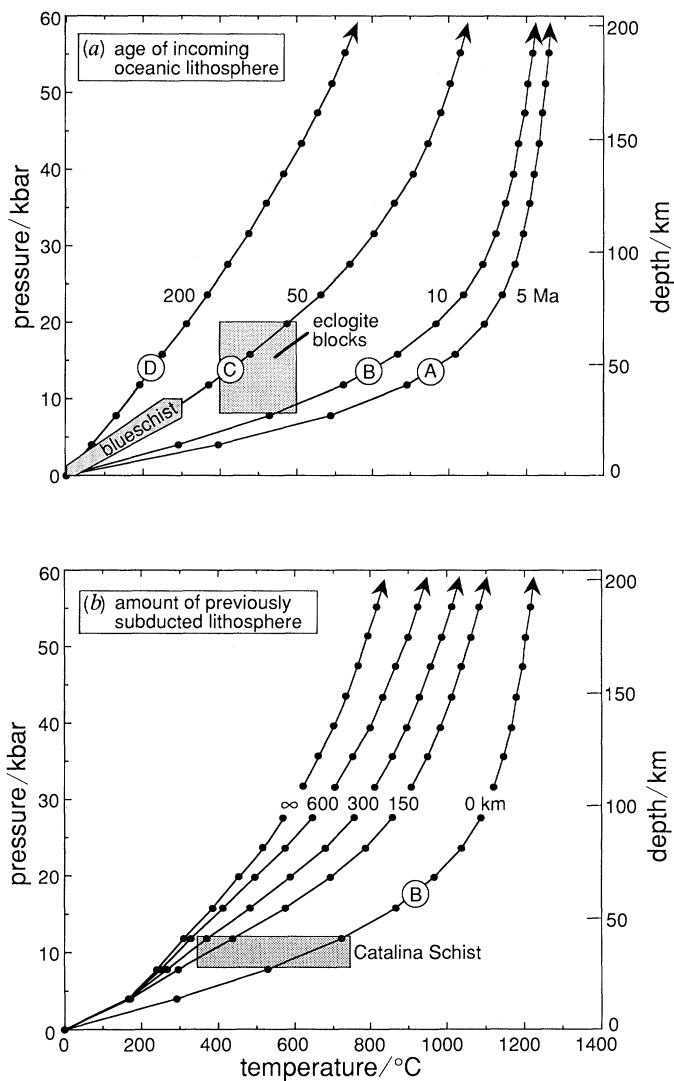 (a) age of incoming
oceanic lithosphere
60
50
40
30
20
10
0
pressure/kbar
200
150
100
50
0
depth/km
200
50
10
5 Ma
eclogite
blocks
D
C
B
A
blueschist
(b) amount of previously
subducted lithosphere
60
50
40
30
20
10
0
pressure/kbar
200
150
100
50
0
depth/km
∞ 600 300 150 0 km
B
Catalina Schist
0 200 400 600 800 1000 1200 1400
temperature/°C